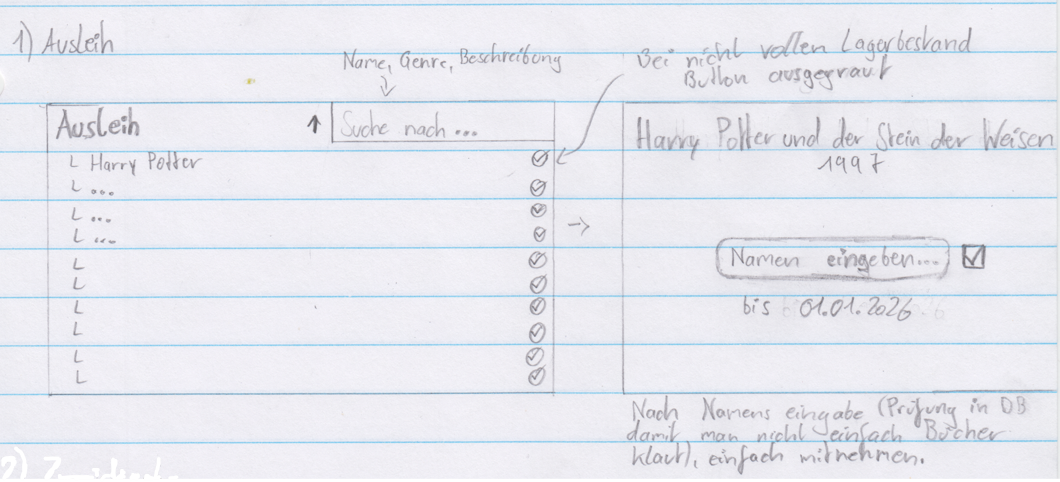 1) Ausleih
Name, Genre, Beschreibung
Bei nicht vollen Lagerbestand
Button ausgegraut
Ausleih ↑ Suche nach ...
L Harry Potter
L ...
L ...
L ...
L
L
L
L
L
L
→
Harry Potter und der Stein der Weisen
1997
Namen eingeben...
bis 01.01.2026
Nach Namens eingabe (Prüfung in DB
damit man nicht einfach Bücher
klaut), einfach mitnehmen.
2)